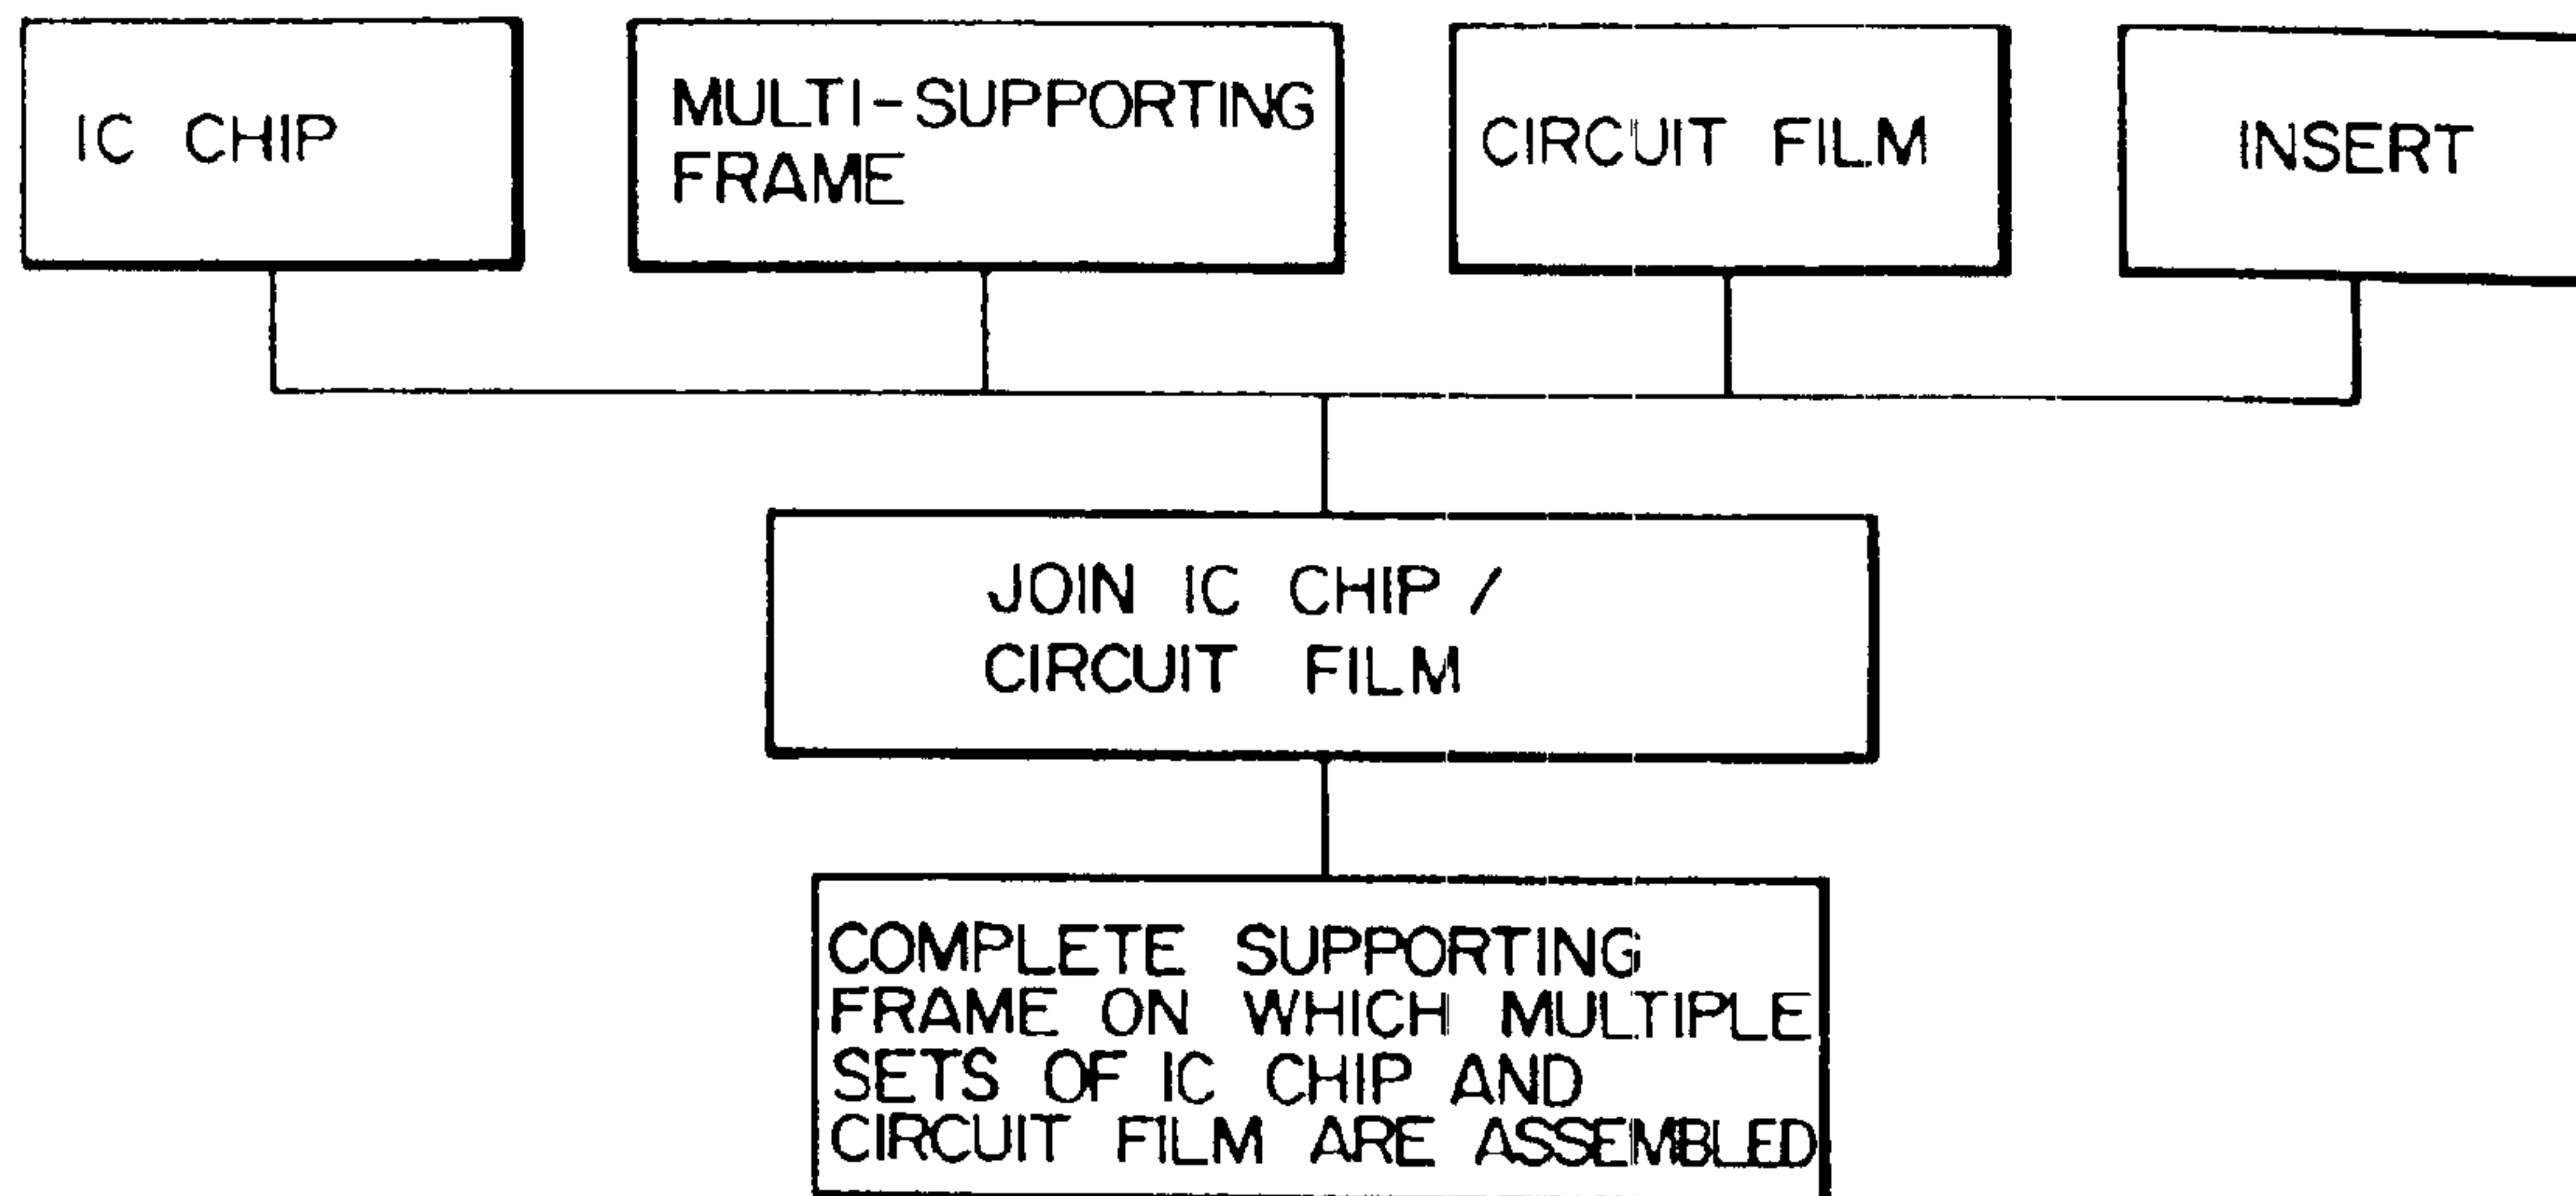 IC CHIP
MULTI-SUPPORTING
FRAME
CIRCUIT FILM
INSERT
JOIN IC CHIP /
CIRCUIT FILM
COMPLETE SUPPORTING
FRAME ON WHICH MULTIPLE
SETS OF IC CHIP AND
CIRCUIT FILM ARE ASSEMBLED